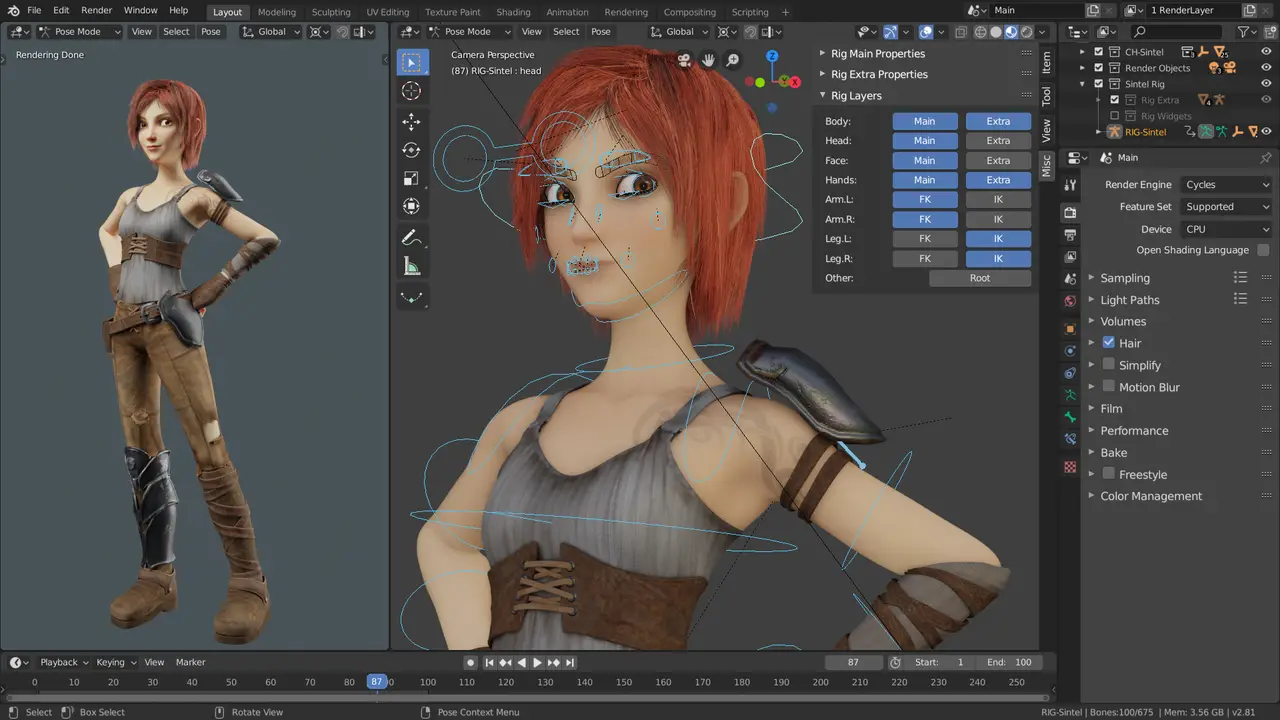 File Edit Render Window Help Layout Modeling Sculpting UV Editing Texture Paint Shading Animation Rendering Compositing Scripting + Main 1 RenderLayer
Pose Mode View Select Pose Global
Pose Mode View Select Pose Global
Rendering Done
Camera Perspective
(87) RIG-Sintel : head
Z
Y
X
Rig Main Properties
Rig Extra Properties
Rig Layers
Body: Main Extra
Head: Main Extra
Face: Main Extra
Hands: Main Extra
Arm.L: FK IK
Arm.R: FK IK
Leg.L: FK IK
Leg.R: FK IK
Other: Root
Item
Tool
View
Misc
CH-Sintel
Render Objects
Sintel Rig
Rig Extra
Rig Widgets
RIG-Sintel
Main
Render Engine Cycles
Feature Set Supported
Device CPU
Open Shading Language
Sampling
Light Paths
Volumes
Hair
Simplify
Motion Blur
Film
Performance
Bake
Freestyle
Color Management
Playback Keying View Marker 87 Start: 1 End: 100
0 10 20 30 40 50 60 70 80 87 90 100 110 120 130 140 150 160 170 180 190 200 210 220 230 240 250
Select Box Select Rotate View Pose Context Menu RIG-Sintel | Bones:100/675 | Mem: 3.56 GB | v2.81